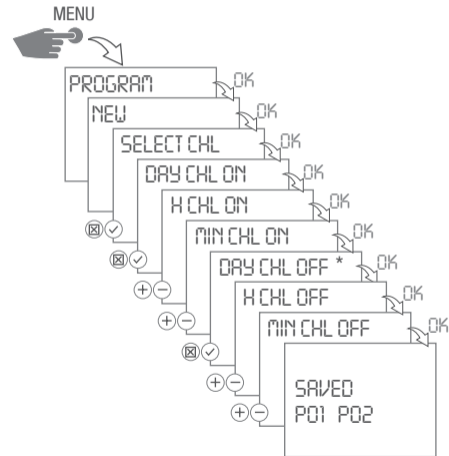 MENU
PROGRAM
OK
NEW
OK
SELECT CHL
OK
DAY CHL ON
OK
H CHL ON
OK
MIN CHL ON
OK
DAY CHL OFF *
OK
H CHL OFF
OK
MIN CHL OFF
OK
SAVED
P01 P02